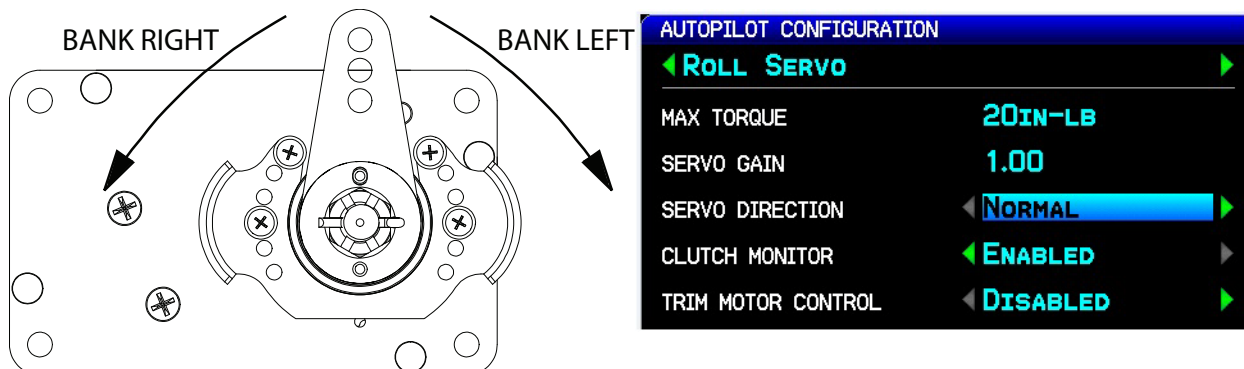 BANK RIGHT
BANK LEFT
AUTOPILOT CONFIGURATION
ROLL SERVO
MAX TORQUE 20IN-LB
SERVO GAIN 1.00
SERVO DIRECTION NORMAL
CLUTCH MONITOR ENABLED
TRIM MOTOR CONTROL DISABLED